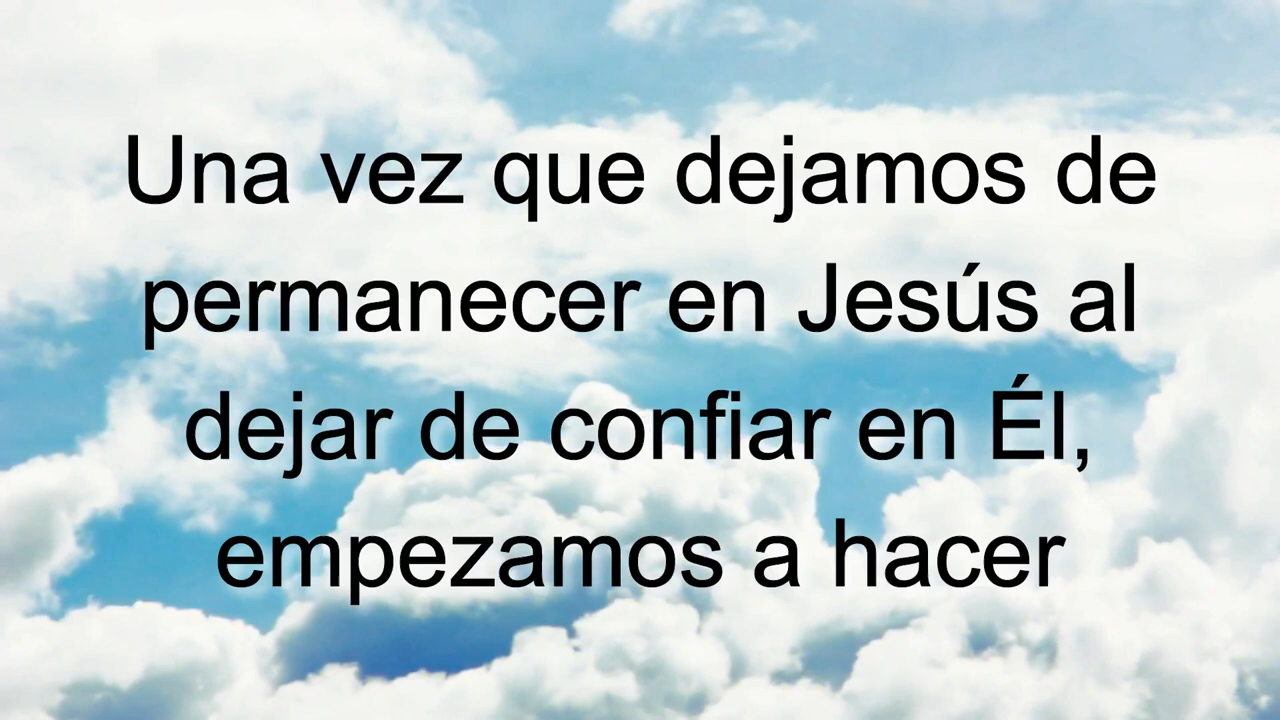 Una vez que dejamos de
permanecer en Jesús al
dejar de confiar en Él,
empezamos a hacer